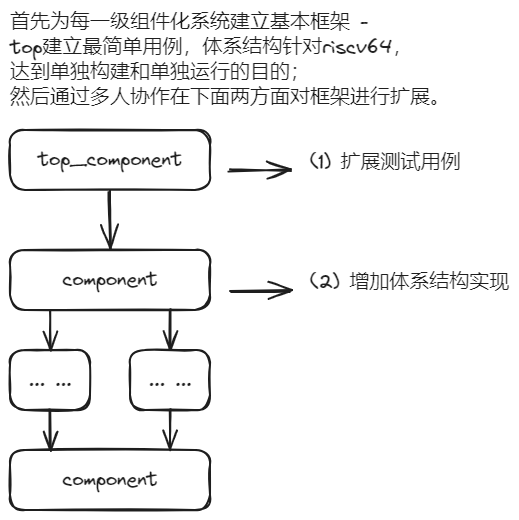 首先为每一级组件化系统建立基本框架 -
top建立最简单用例，体系结构针对riscv64，
达到单独构建和单独运行的目的；
然后通过多人协作在下面两方面对框架进行扩展。
top_component
（1）扩展测试用例
component
（2）增加体系结构实现
... ...
... ...
component